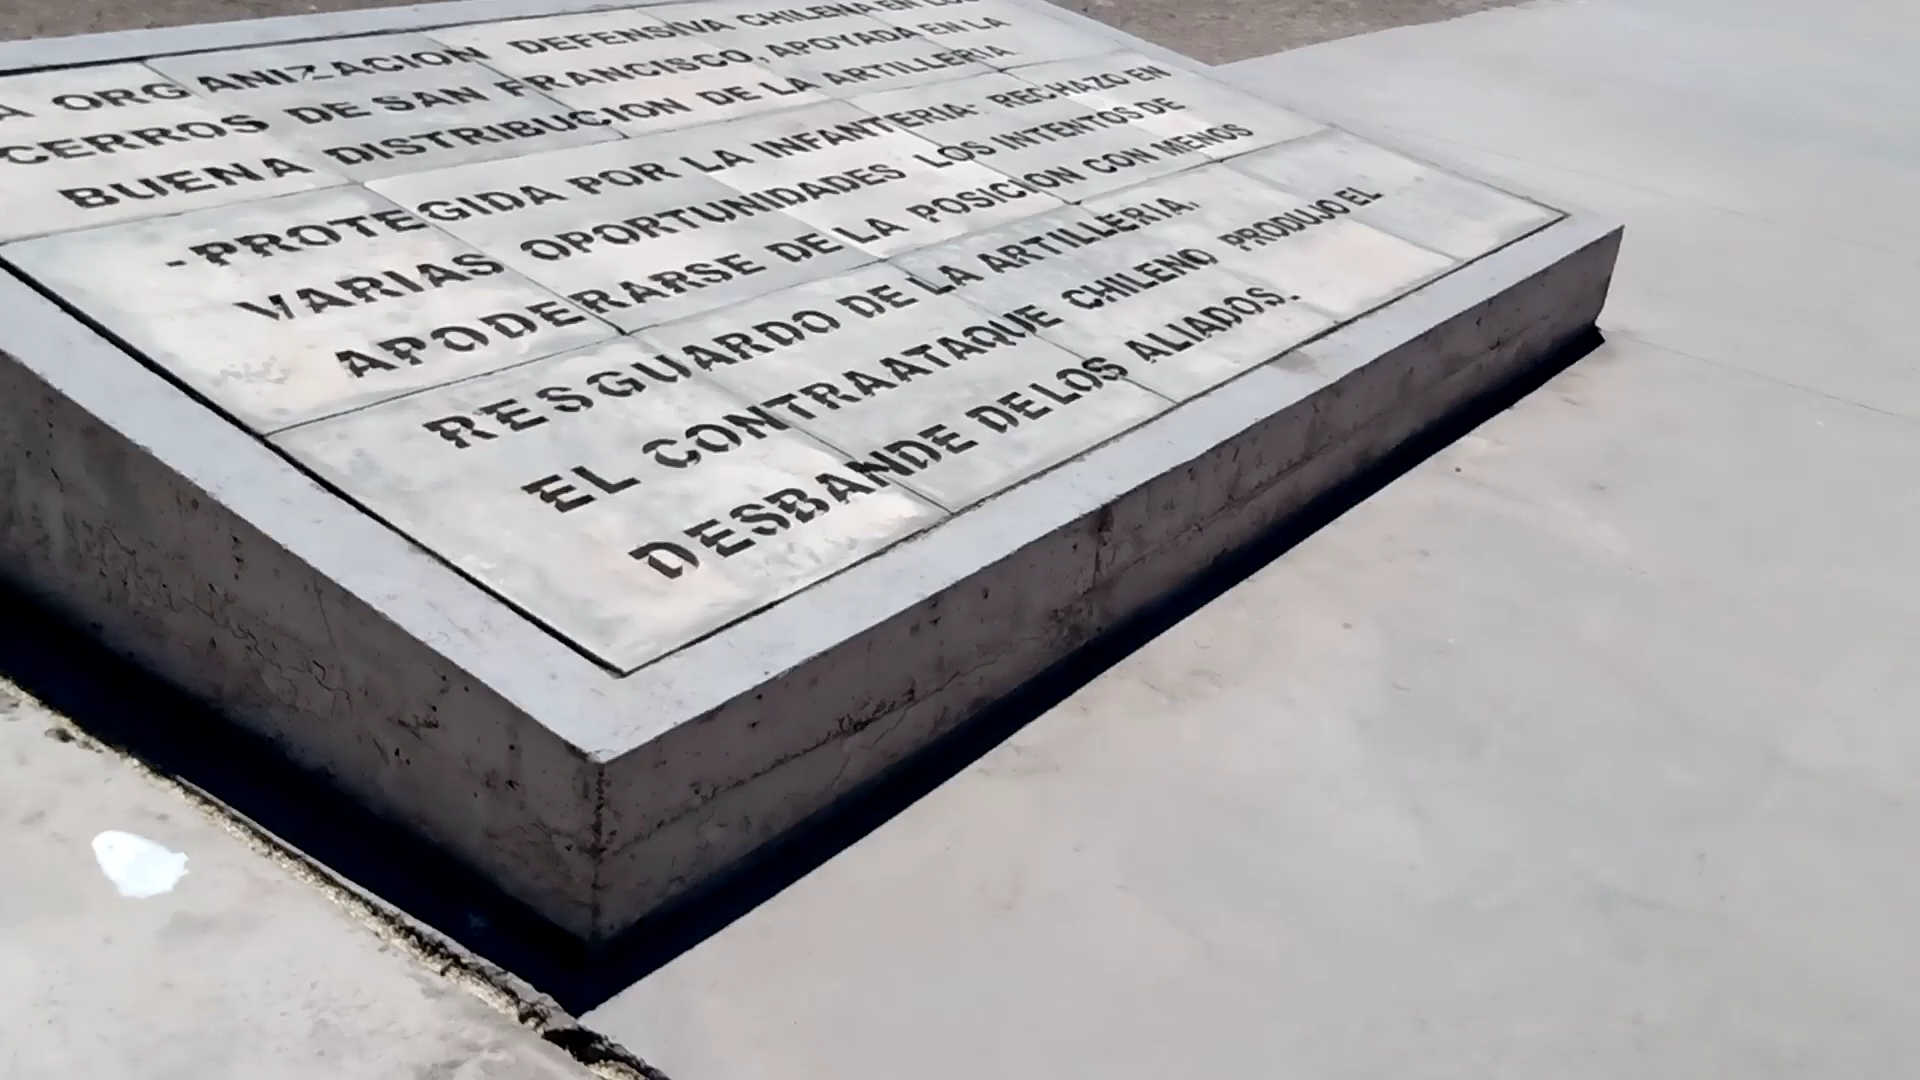 A ORGANIZACION DEFENSIVA CHILENA EN LOS
CERROS DE SAN FRANCISCO, APOYADA EN LA
BUENA DISTRIBUCION DE LA ARTILLERIA
-PROTEGIDA POR LA INFANTERIA- RECHAZO EN
VARIAS OPORTUNIDADES LOS INTENTOS DE
APODERARSE DE LA POSICION CON MENOS
RESGUARDO DE LA ARTILLERIA.
EL CONTRAATAQUE CHILENO PRODUJO EL
DESBANDE DE LOS ALIADOS.